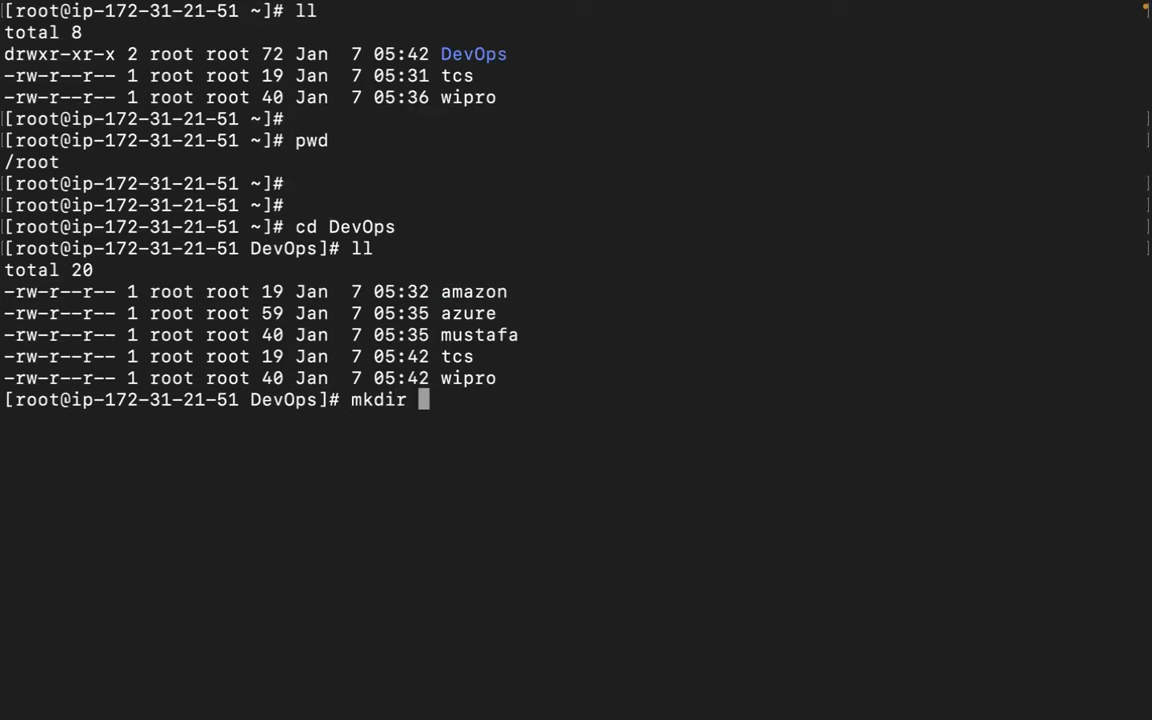 [root@ip-172-31-21-51 ~]# ll
total 8
drwxr-xr-x 2 root root 72 Jan  7 05:42 DevOps
-rw-r--r-- 1 root root 19 Jan  7 05:31 tcs
-rw-r--r-- 1 root root 40 Jan  7 05:36 wipro
[root@ip-172-31-21-51 ~]#
[root@ip-172-31-21-51 ~]# pwd
/root
[root@ip-172-31-21-51 ~]#
[root@ip-172-31-21-51 ~]#
[root@ip-172-31-21-51 ~]# cd DevOps
[root@ip-172-31-21-51 DevOps]# ll
total 20
-rw-r--r-- 1 root root 19 Jan  7 05:32 amazon
-rw-r--r-- 1 root root 59 Jan  7 05:35 azure
-rw-r--r-- 1 root root 40 Jan  7 05:35 mustafa
-rw-r--r-- 1 root root 19 Jan  7 05:42 tcs
-rw-r--r-- 1 root root 40 Jan  7 05:42 wipro
[root@ip-172-31-21-51 DevOps]# mkdir